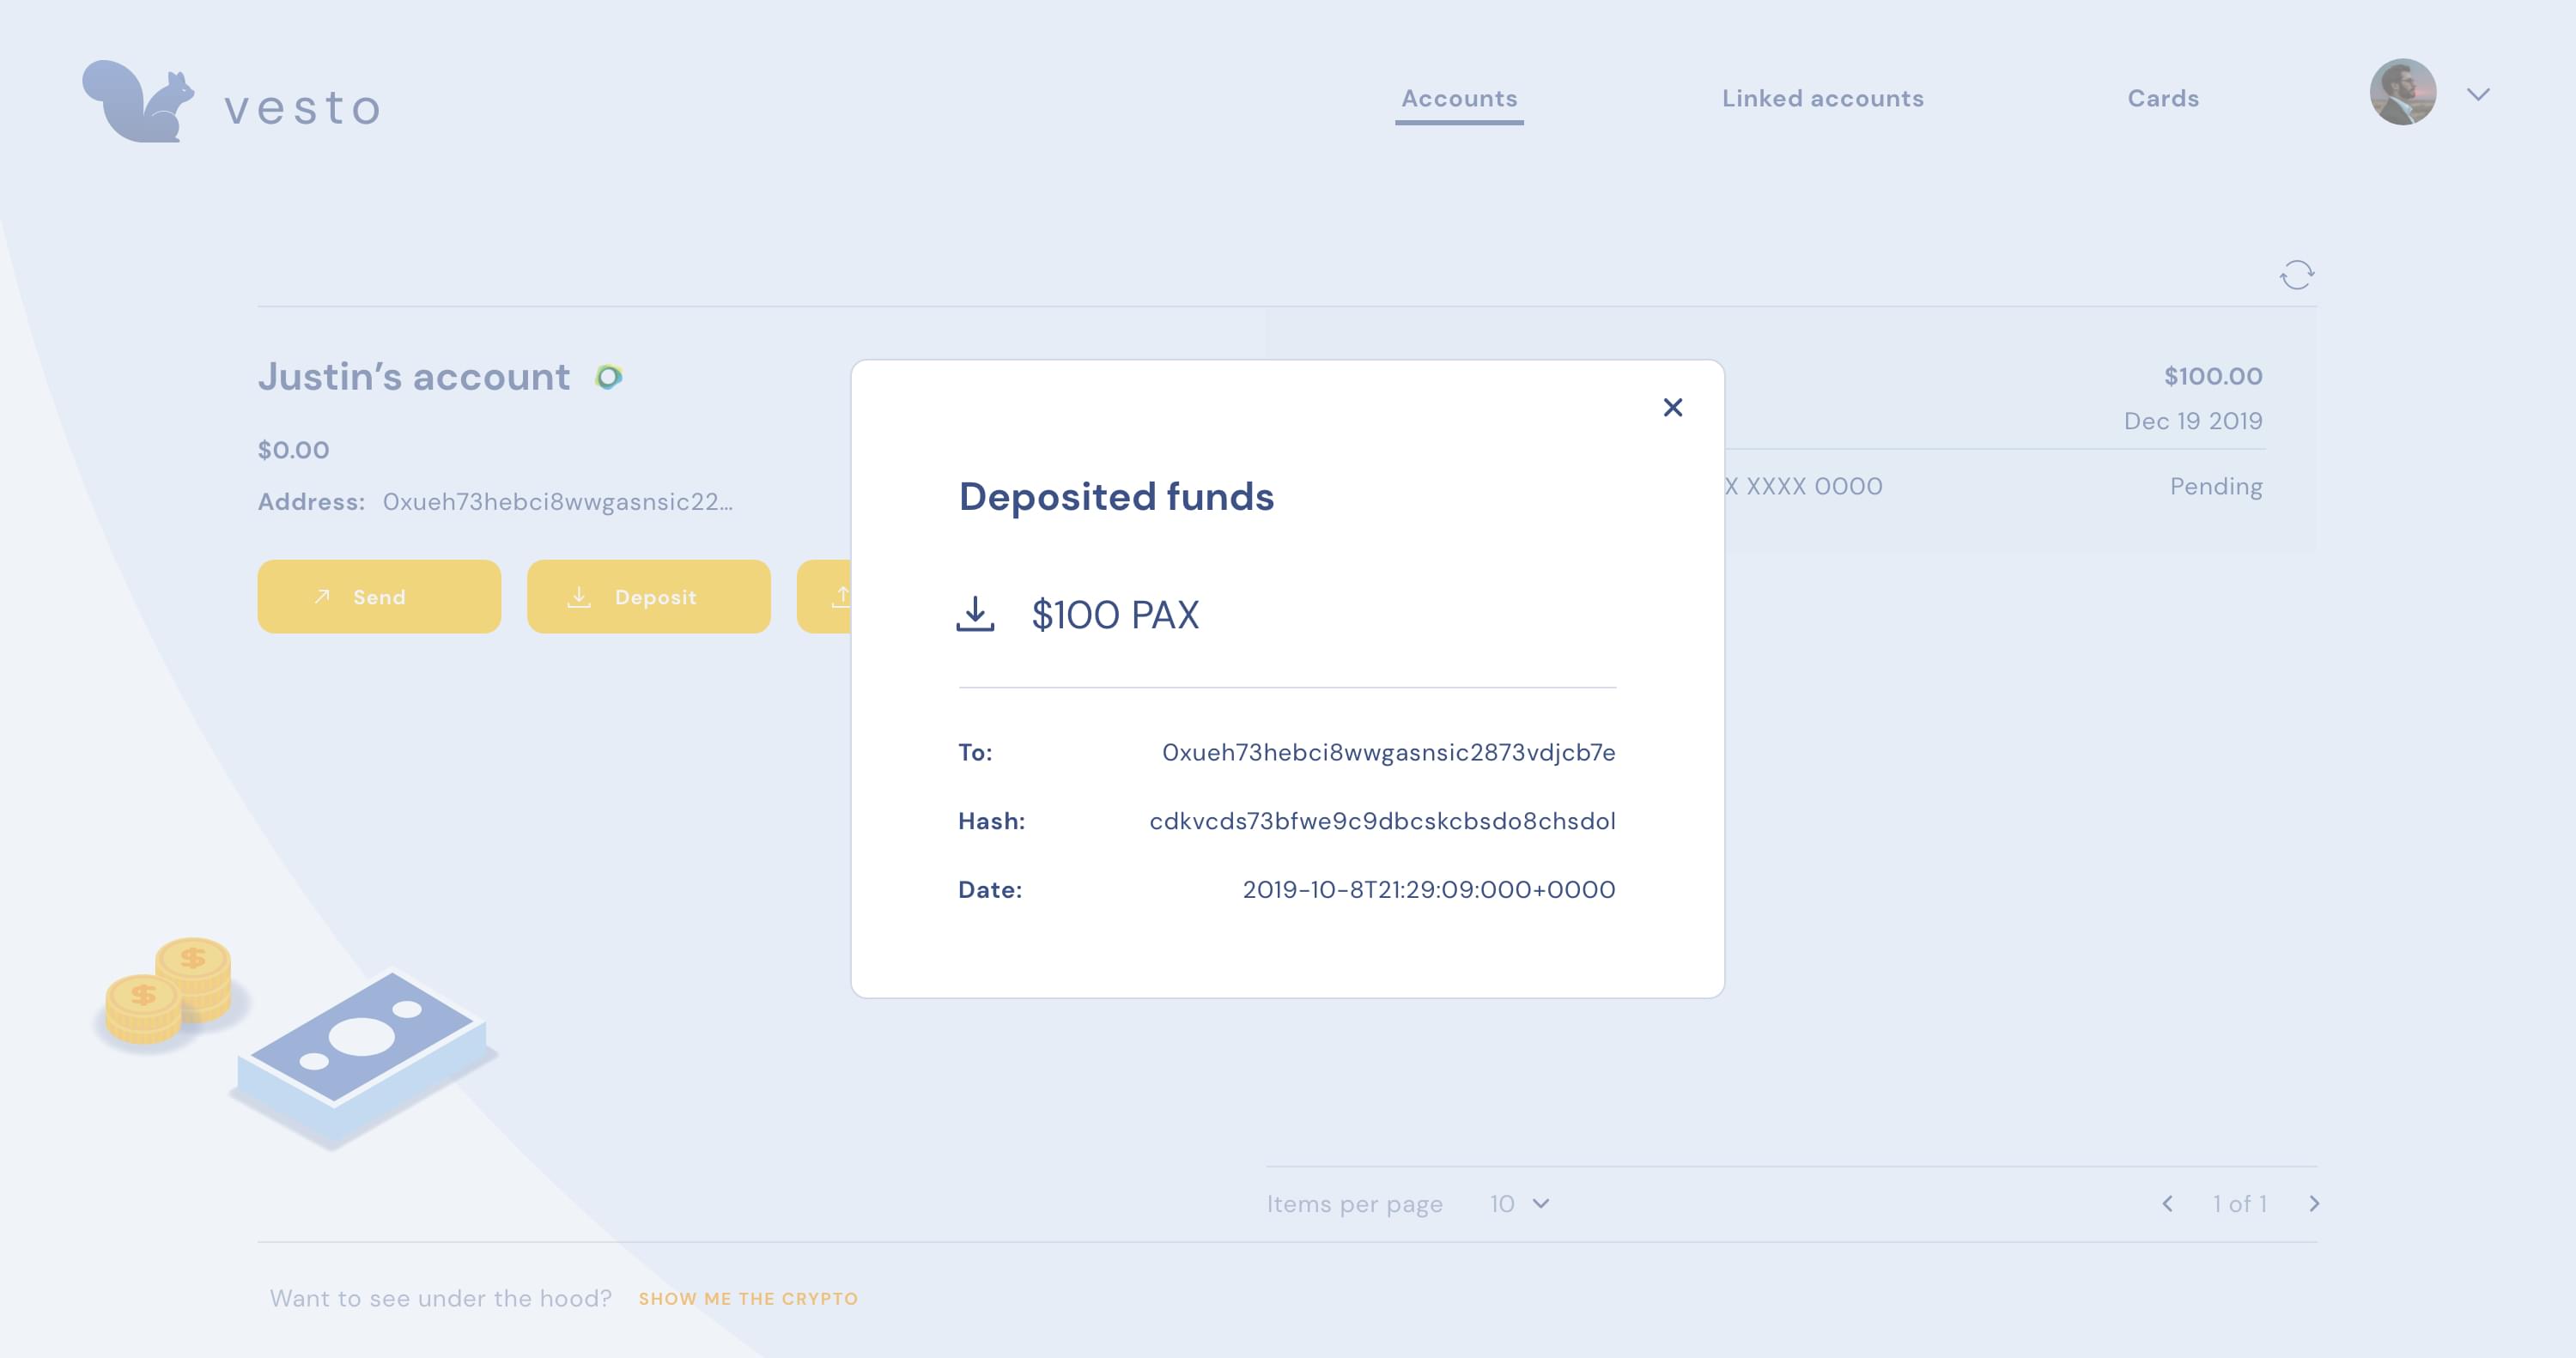 vesto
Accounts
Linked accounts
Cards
Justin’s account
$0.00
Address: 0xueh73hebci8wwgasnsic22...
Send
Deposit
$100.00
Dec 19 2019
X XXXX 0000
Pending
Deposited funds
$100 PAX
To: 0xueh73hebci8wwgasnsic2873vdjcb7e
Hash: cdkvcds73bfwe9c9dbcskcbsdo8chsdol
Date: 2019-10-8T21:29:09:000+0000
Items per page 10
1 of 1
Want to see under the hood? SHOW ME THE CRYPTO